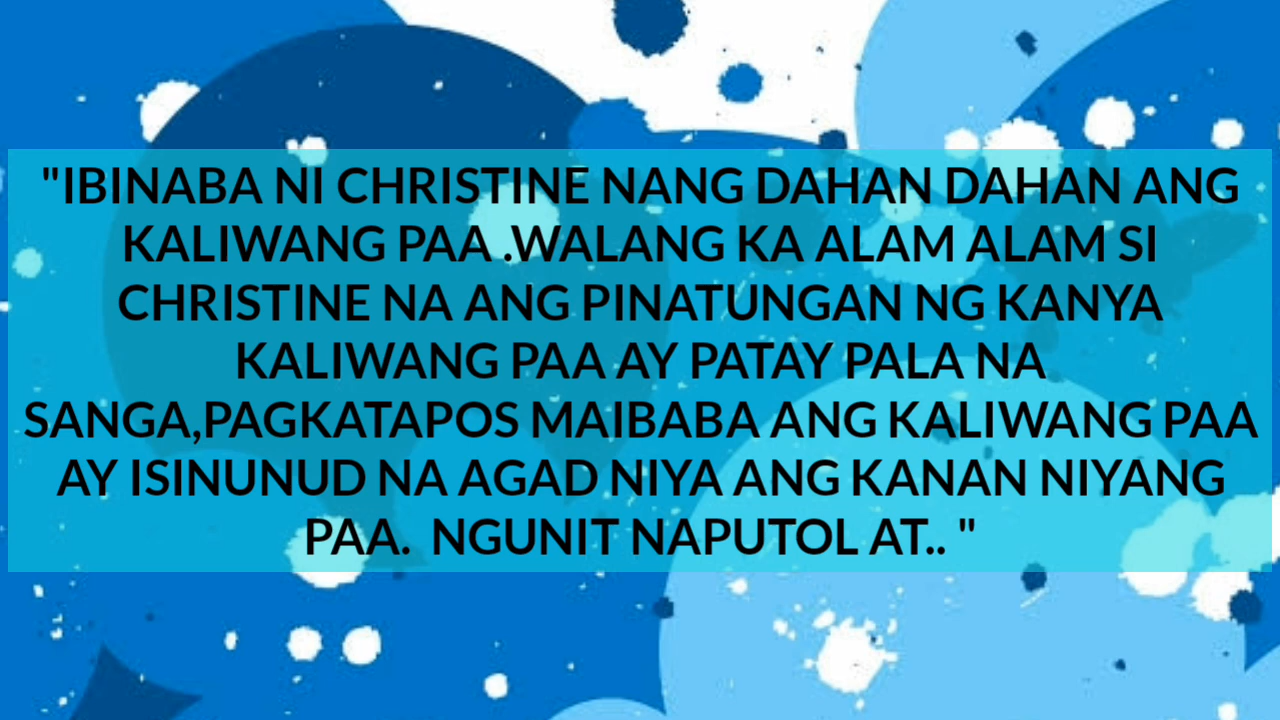 "IBINABA NI CHRISTINE NANG DAHAN DAHAN ANG
KALIWANG PAA .WALANG KA ALAM ALAM SI
CHRISTINE NA ANG PINATUNGAN NG KANYA
KALIWANG PAA AY PATAY PALA NA
SANGA,PAGKATAPOS MAIBABA ANG KALIWANG PAA
AY ISINUNUD NA AGAD NIYA ANG KANAN NIYANG
PAA.  NGUNIT NAPUTOL AT.. "